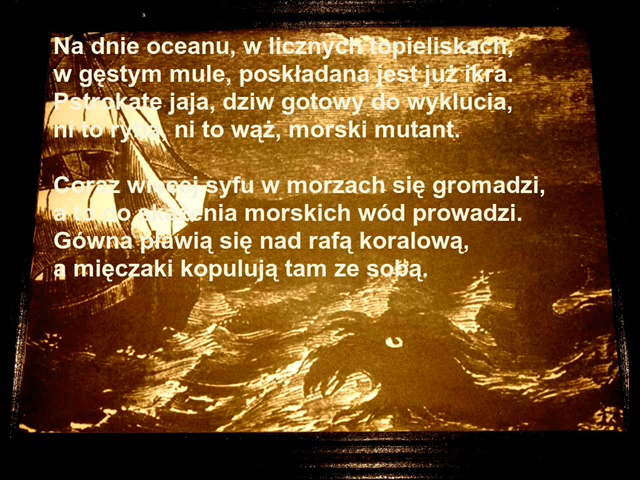 Na dnie oceanu, w licznych topieliskach,
w gęstym mule, poskładana jest już ikra.
Pstrokate jaja, dziw gotowy do wyklucia,
ni to ryba, ni to wąż, morski mutant.
Coraz więcej syfu w morzach się gromadzi,
a to do skażenia morskich wód prowadzi.
Gówna pławią się nad rafą koralową,
a mięczaki kopulują tam ze sobą.